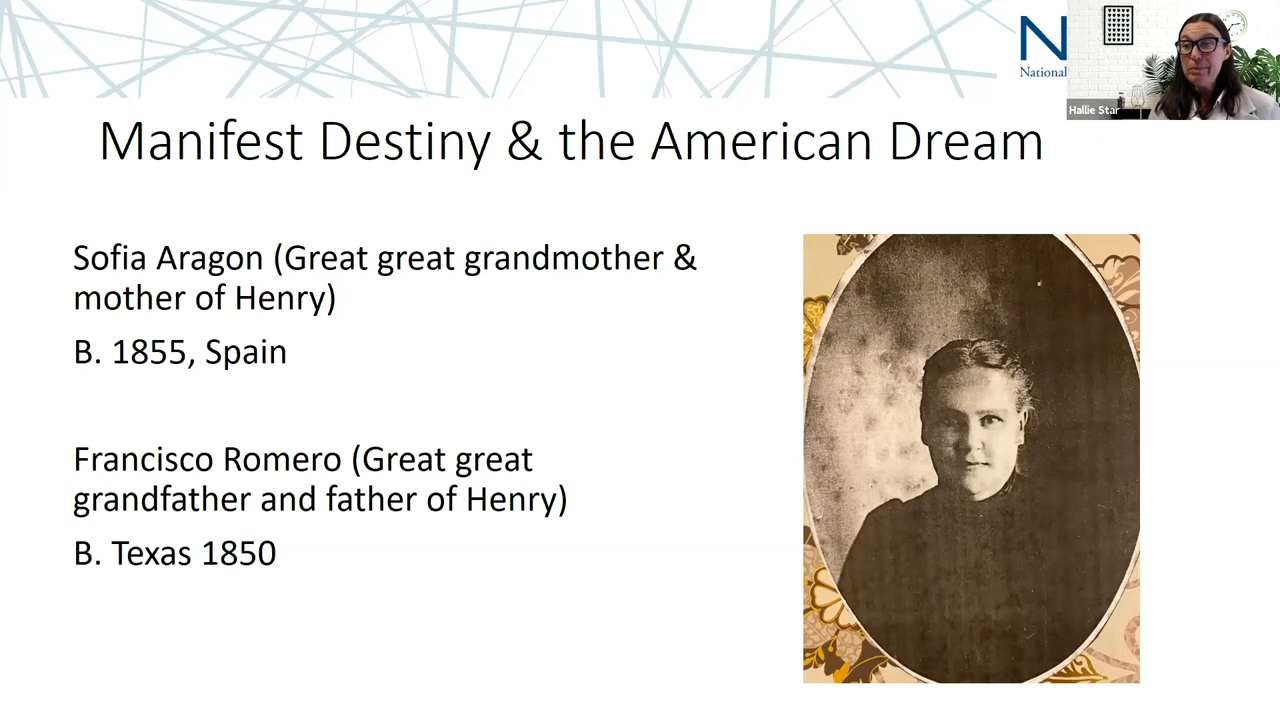 N
National
Hallie Star
Manifest Destiny & the American Dream
Sofia Aragon (Great great grandmother &
mother of Henry)
B. 1855, Spain
Francisco Romero (Great great
grandfather and father of Henry)
B. Texas 1850